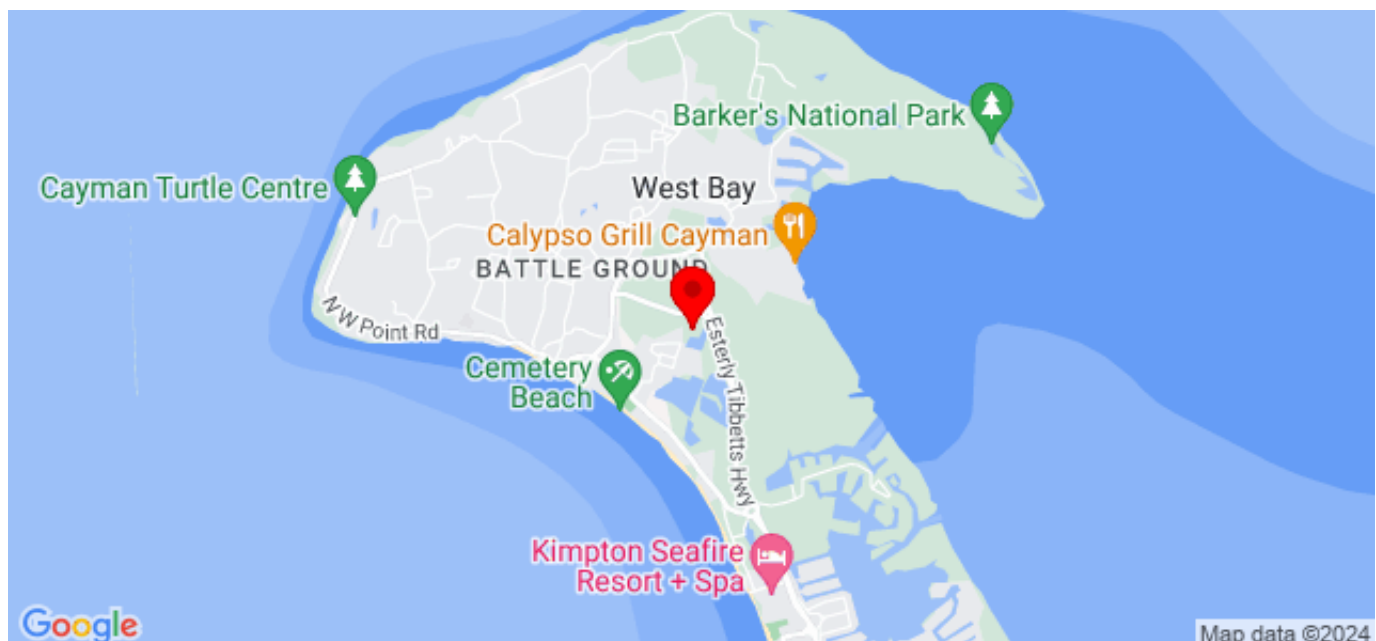 Barker's National Park
Cayman Turtle Centre
West Bay
Calypso Grill Cayman
BATTLE GROUND
NW Point Rd
Esterly Tibbetts Hwy
Cemetery
Beach
Kimpton Seafire
Resort + Spa
Google
Map data ©2024